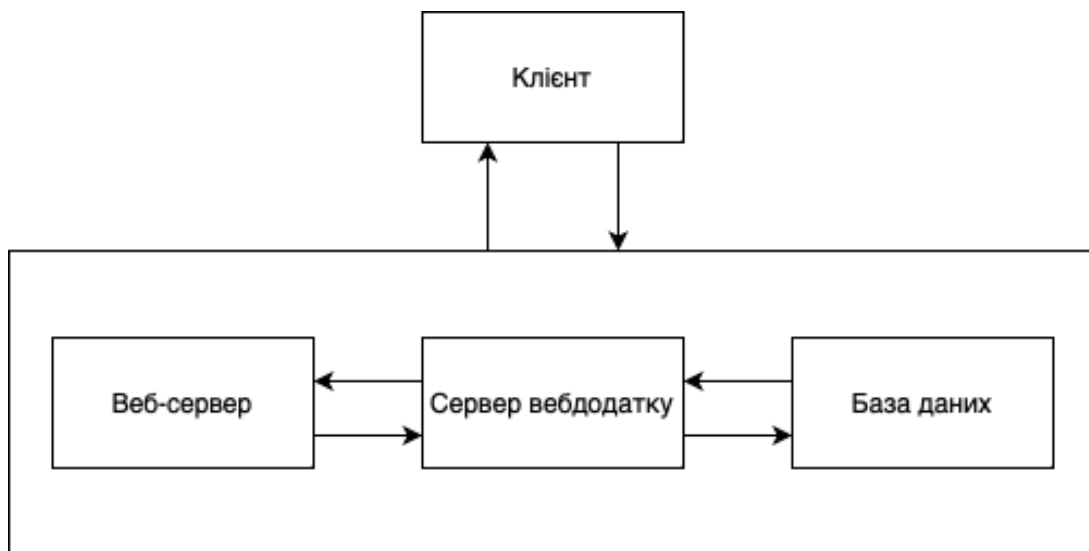 Клієнт
Веб-сервер
Сервер вебдодатку
База даних